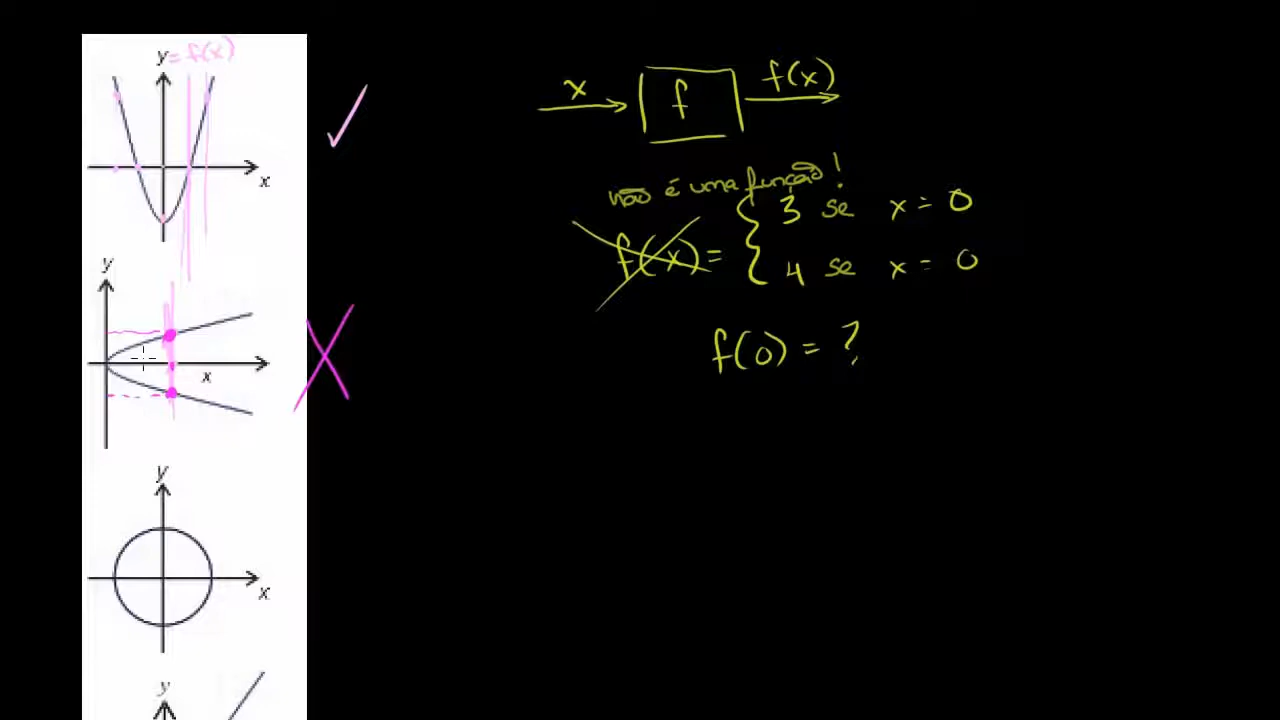 y = f(x)
x
x f f(x)
não é uma função!
f(x) = { 3 se x = 0
4 se x = 0
f(0) = ?
y
x
y
x
y